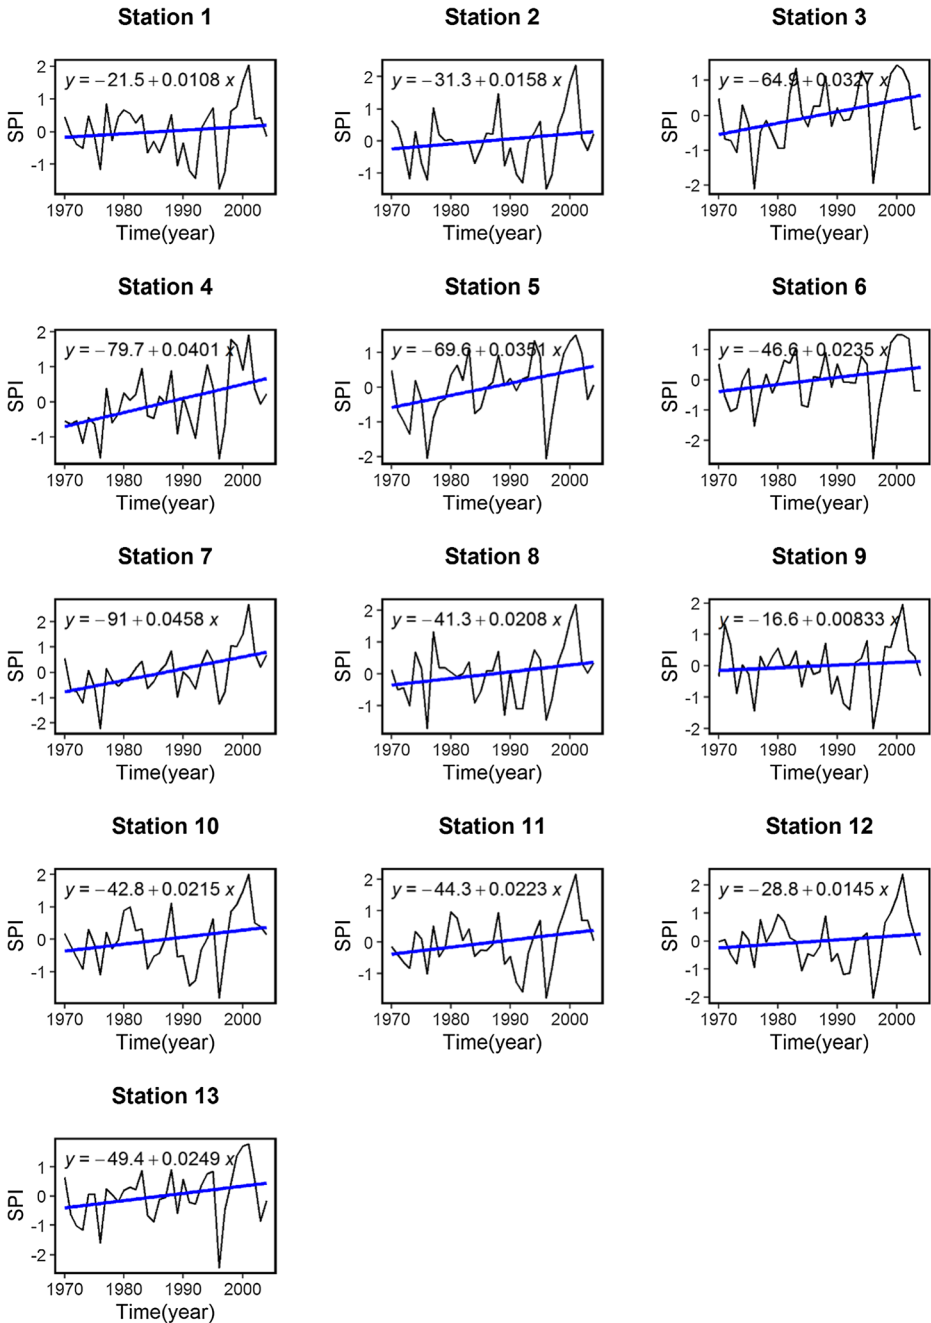 Station 1 Station 2 Station 3
y = −21.5 + 0.0108 x y = −31.3 + 0.0158 x y = −64.9 + 0.0327 x
2 1 0 -1 SPI 2 1 0 -1 SPI 1 0 -1 -2 SPI
1970 1980 1990 2000 1970 1980 1990 2000 1970 1980 1990 2000
Time(year) Time(year) Time(year)
Station 4 Station 5 Station 6
y = −79.7 + 0.0401 x y = −69.6 + 0.0351 x y = −46.6 + 0.0235 x
2 1 0 -1 SPI 1 0 -1 -2 SPI 1 0 -1 -2 SPI
1970 1980 1990 2000 1970 1980 1990 2000 1970 1980 1990 2000
Time(year) Time(year) Time(year)
Station 7 Station 8 Station 9
y = −91 + 0.0458 x y = −41.3 + 0.0208 x y = −16.6 + 0.00833 x
2 1 0 -1 -2 SPI 2 1 0 -1 SPI 2 1 0 -1 -2 SPI
1970 1980 1990 2000 1970 1980 1990 2000 1970 1980 1990 2000
Time(year) Time(year) Time(year)
Station 10 Station 11 Station 12
y = −42.8 + 0.0215 x y = −44.3 + 0.0223 x y = −28.8 + 0.0145 x
2 1 0 -1 SPI 2 1 0 -1 SPI 2 1 0 -1 -2 SPI
1970 1980 1990 2000 1970 1980 1990 2000 1970 1980 1990 2000
Time(year) Time(year) Time(year)
Station 13
y = −49.4 + 0.0249 x
1 0 -1 -2 SPI
1970 1980 1990 2000
Time(year)